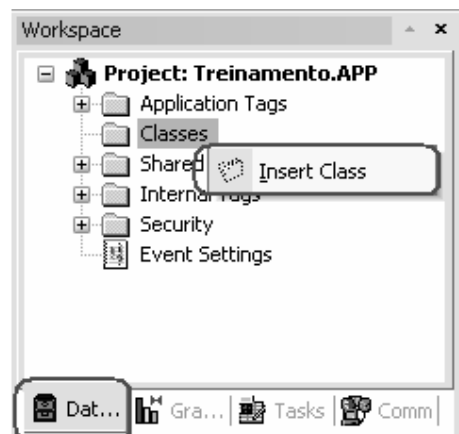 Workspace
Project: Treinamento.APP
Application Tags
Classes
Shared
Insert Class
Internal Tags
Security
Event Settings
Dat... Gra... Tasks Comm